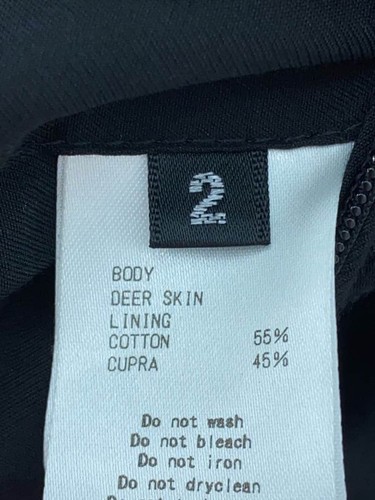 2
BODY
DEER SKIN
LINING
COTTON 55%
CUPRA 45%
Do not wash
Do not bleach
Do not iron
Do not dryclean